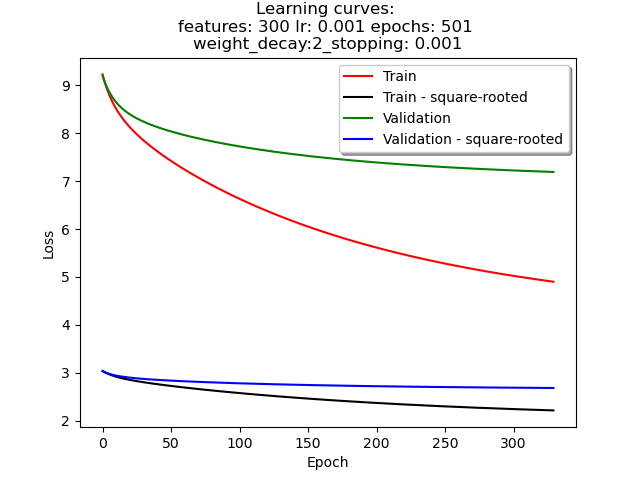 Learning curves:
features: 300 lr: 0.001 epochs: 501
weight_decay:2_stopping: 0.001
Train
Train - square-rooted
Validation
Validation - square-rooted
9
8
7
6
5
4
3
2
Loss
0
50
100
150
200
250
300
Epoch